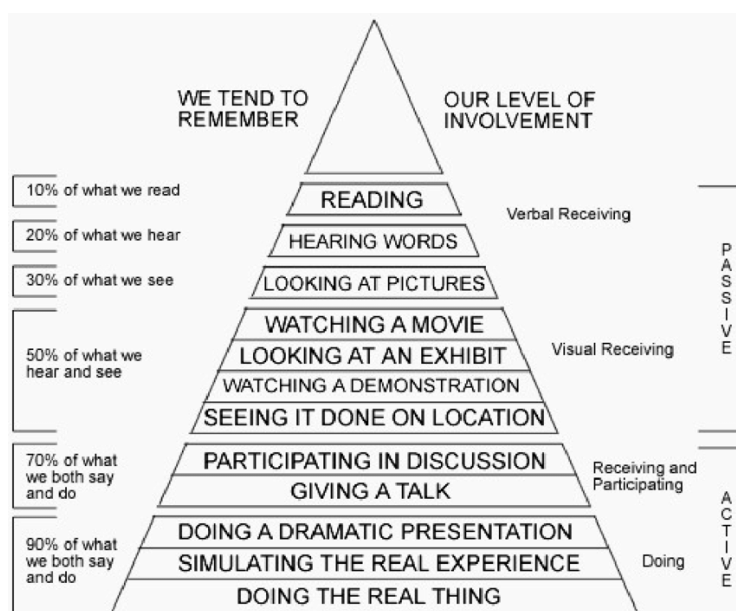 WE TEND TO
REMEMBER
OUR LEVEL OF
INVOLVEMENT
10% of what we read
READING
Verbal Receiving
20% of what we hear
HEARING WORDS
30% of what we see
LOOKING AT PICTURES
50% of what we
hear and see
WATCHING A MOVIE
LOOKING AT AN EXHIBIT
WATCHING A DEMONSTRATION
SEEING IT DONE ON LOCATION
Visual Receiving
PASSIVE
70% of what
we both say
and do
PARTICIPATING IN DISCUSSION
GIVING A TALK
Receiving and
Participating
90% of what
we both say
and do
DOING A DRAMATIC PRESENTATION
SIMULATING THE REAL EXPERIENCE
DOING THE REAL THING
Doing
ACTIVE